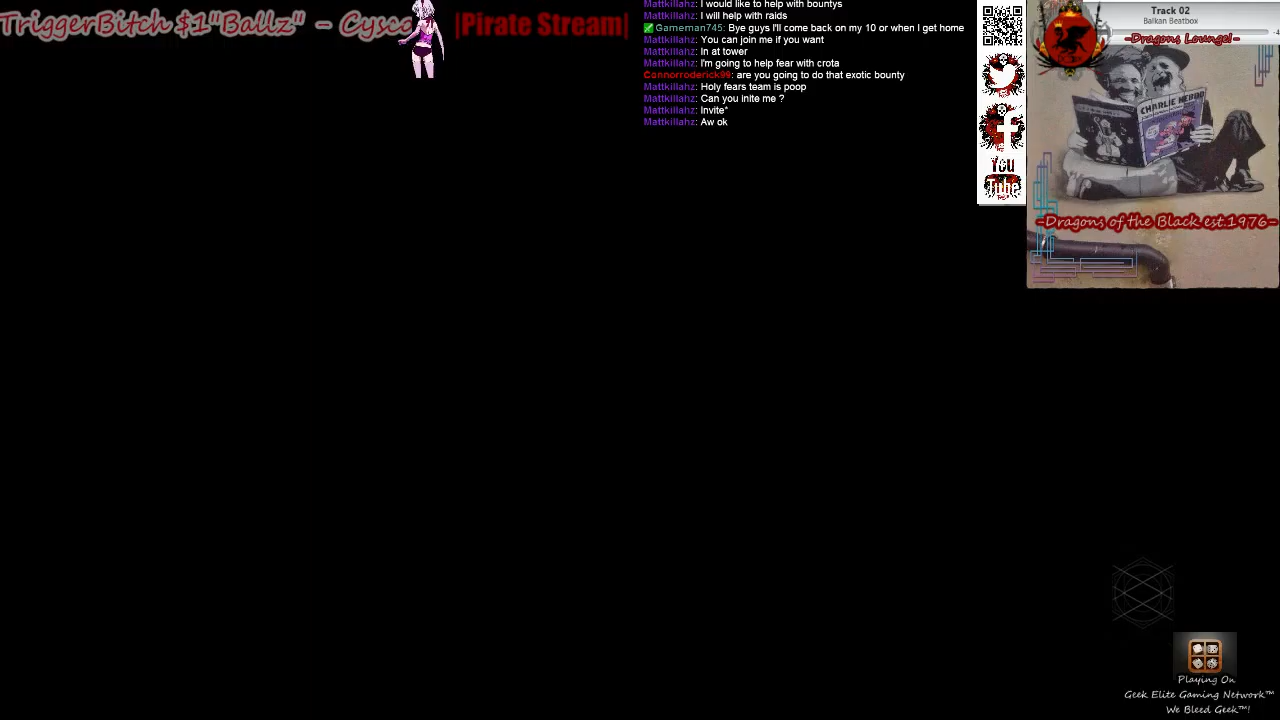 TriggerBitch $1"Ballz" - Cyseo
|Pirate Stream|
Mattkillahz: I would like to help with bountys
Mattkillahz: I will help with raids
Gameman745: Bye guys I'll come back on my 10 or when I get home
Mattkillahz: You can join me if you want
Mattkillahz: In at tower
Mattkillahz: I'm going to help fear with crota
Connorroderick99: are you going to do that exotic bounty
Mattkillahz: Holy fears team is poop
Mattkillahz: Can you inite me ?
Mattkillahz: Invite*
Mattkillahz: Aw ok
You
Tube
Track 02
Balkan Beatbox
-Dragons Lounge!-
CHARLIE HEBDO
-Dragons of the Black est.1976-
Playing On
Geek Elite Gaming Network™
We Bleed Geek™!